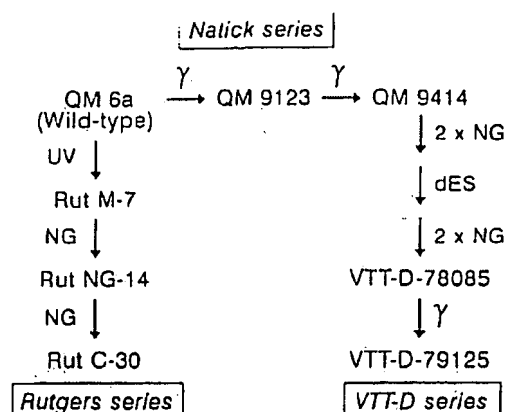 Natick series
γ γ
QM 6a QM 9123 QM 9414
(Wild-type)
2 x NG
UV
dES
Rut M-7
NG 2 x NG
Rut NG-14 VTT-D-78085
NG γ
Rut C-30 VTT-D-79125
Rutgers series VTT-D series